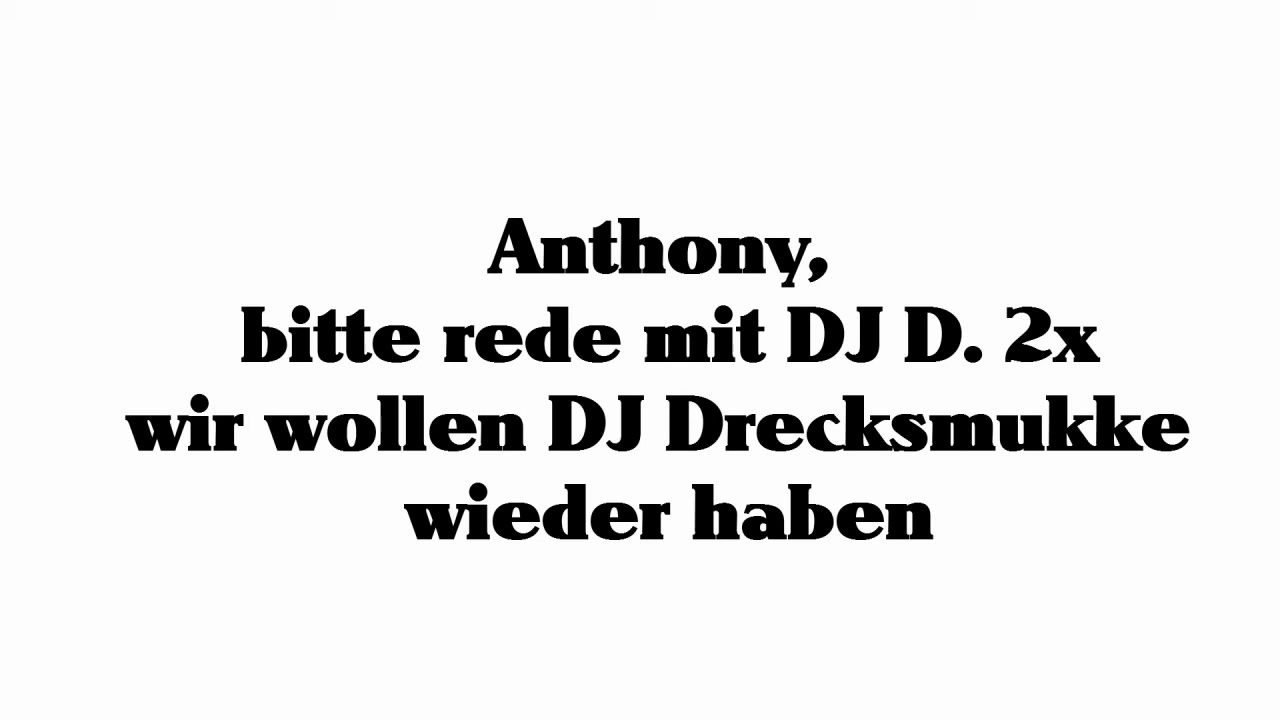 Anthony,
bitte rede mit DJ D. 2x
wir wollen DJ Drecksmukke
wieder haben